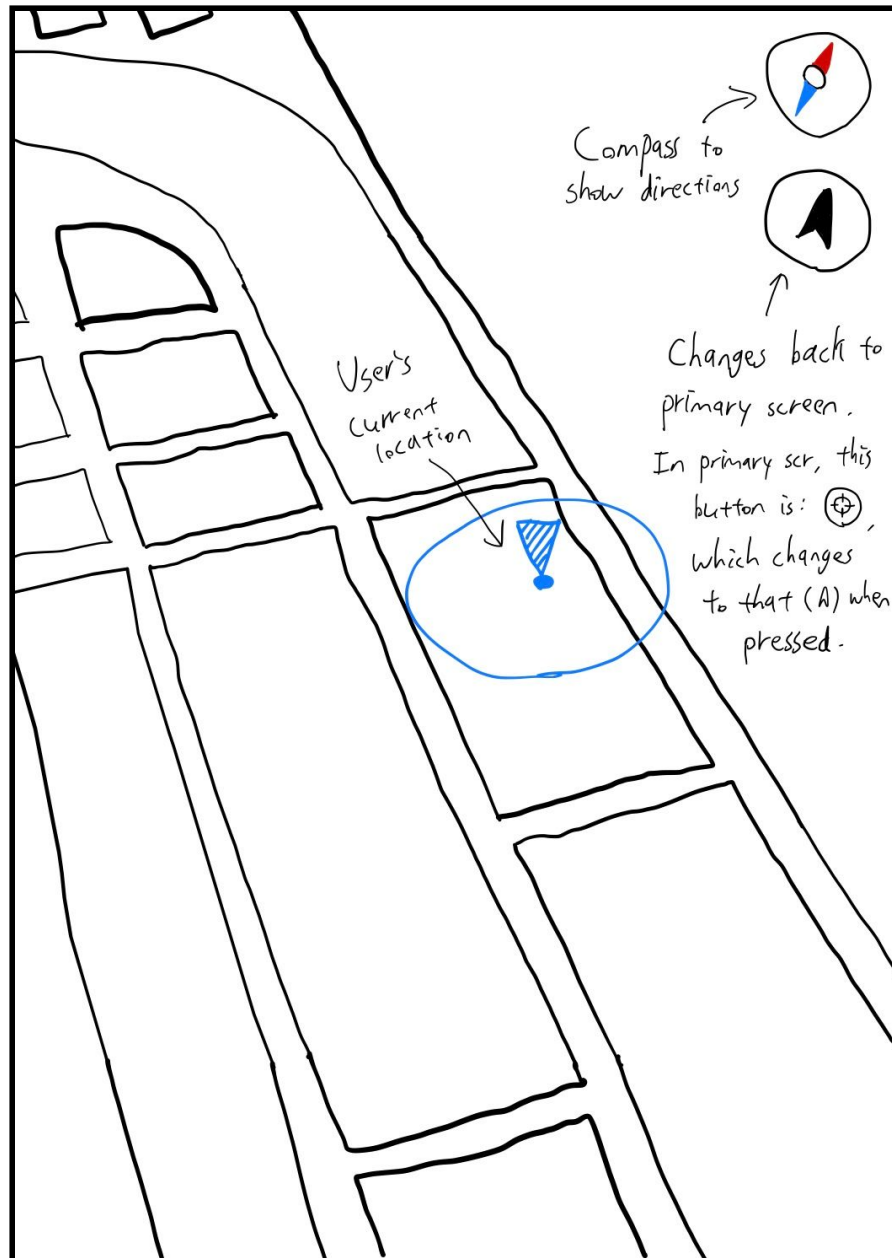 Compass to
show directions
User's
current
location
Changes back to
primary screen.
In primary scr, this
button is: ,
which changes
to that (A) when
pressed.